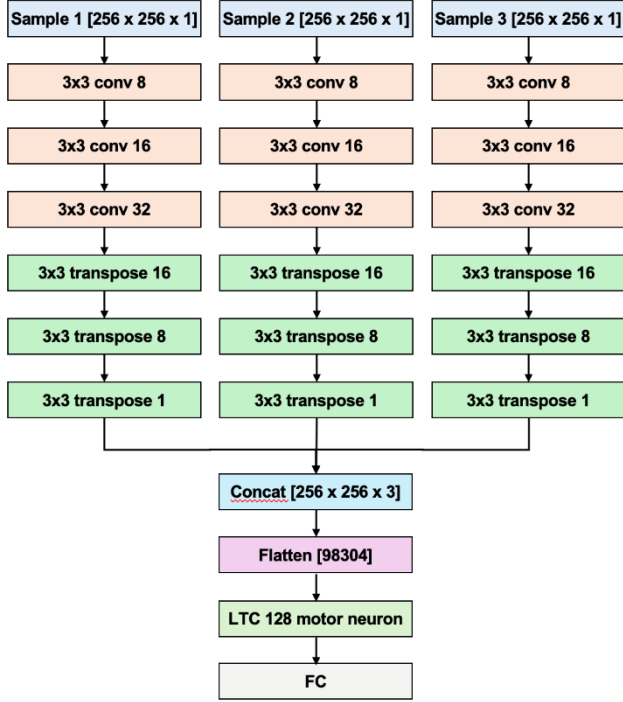 Sample 1 [256 x 256 x 1]
Sample 2 [256 x 256 x 1]
Sample 3 [256 x 256 x 1]
3x3 conv 8
3x3 conv 8
3x3 conv 8
3x3 conv 16
3x3 conv 16
3x3 conv 16
3x3 conv 32
3x3 conv 32
3x3 conv 32
3x3 transpose 16
3x3 transpose 16
3x3 transpose 16
3x3 transpose 8
3x3 transpose 8
3x3 transpose 8
3x3 transpose 1
3x3 transpose 1
3x3 transpose 1
Concat [256 x 256 x 3]
Flatten [98304]
LTC 128 motor neuron
FC